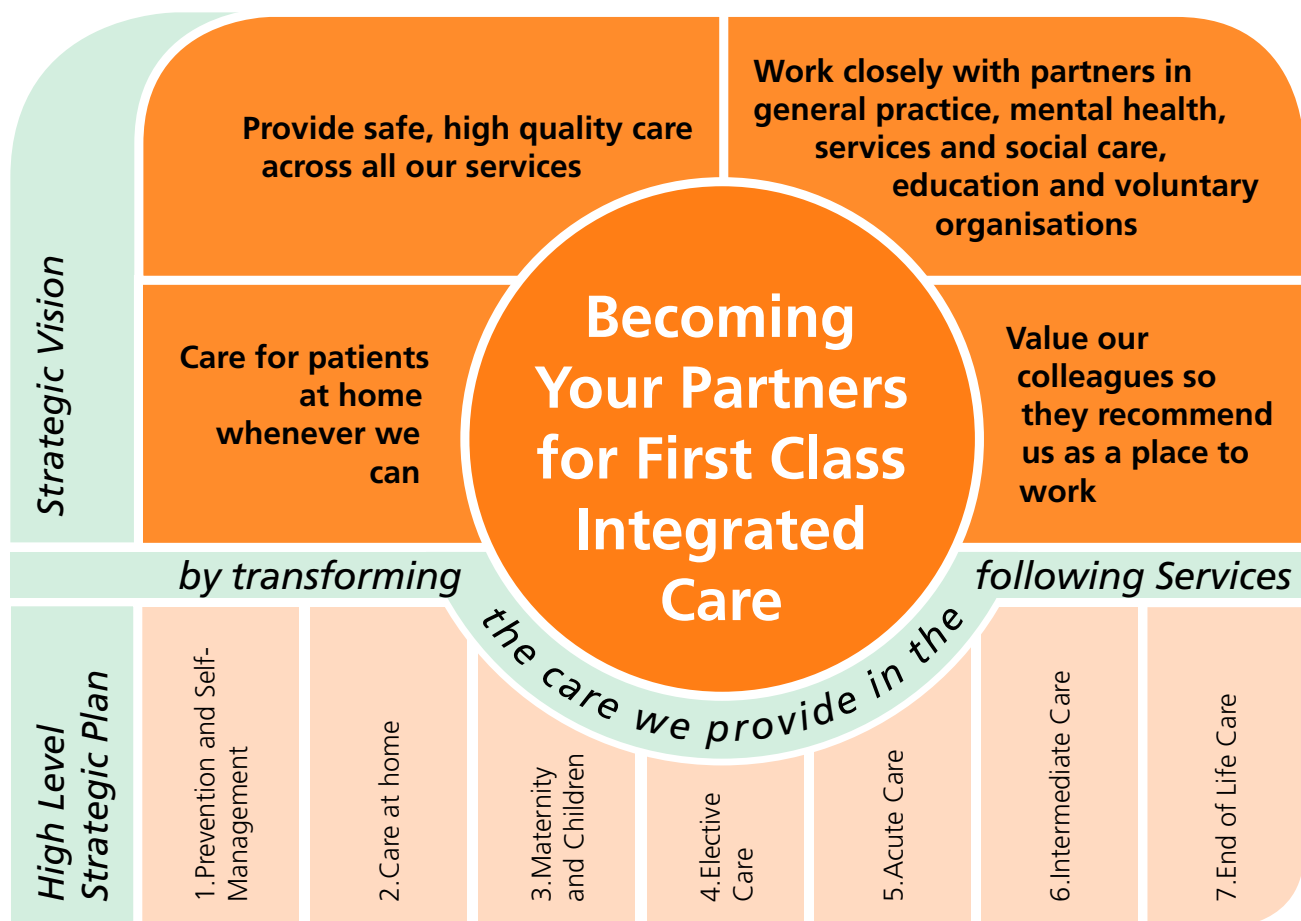 Strategic Vision
Provide safe, high quality care
across all our services
Work closely with partners in
general practice, mental health,
services and social care,
education and voluntary
organisations
Care for patients
at home
whenever we
can
Becoming
Your Partners
for First Class
Integrated
Care
Value our
colleagues so
they recommend
us as a place to
work
by transforming the care we provide in the following Services
High Level
Strategic Plan
1.Prevention and Self-
Management
2.Care at home
3.Maternity
and Children
4.Elective
Care
5.Acute Care
6.Intermediate Care
7.End of Life Care